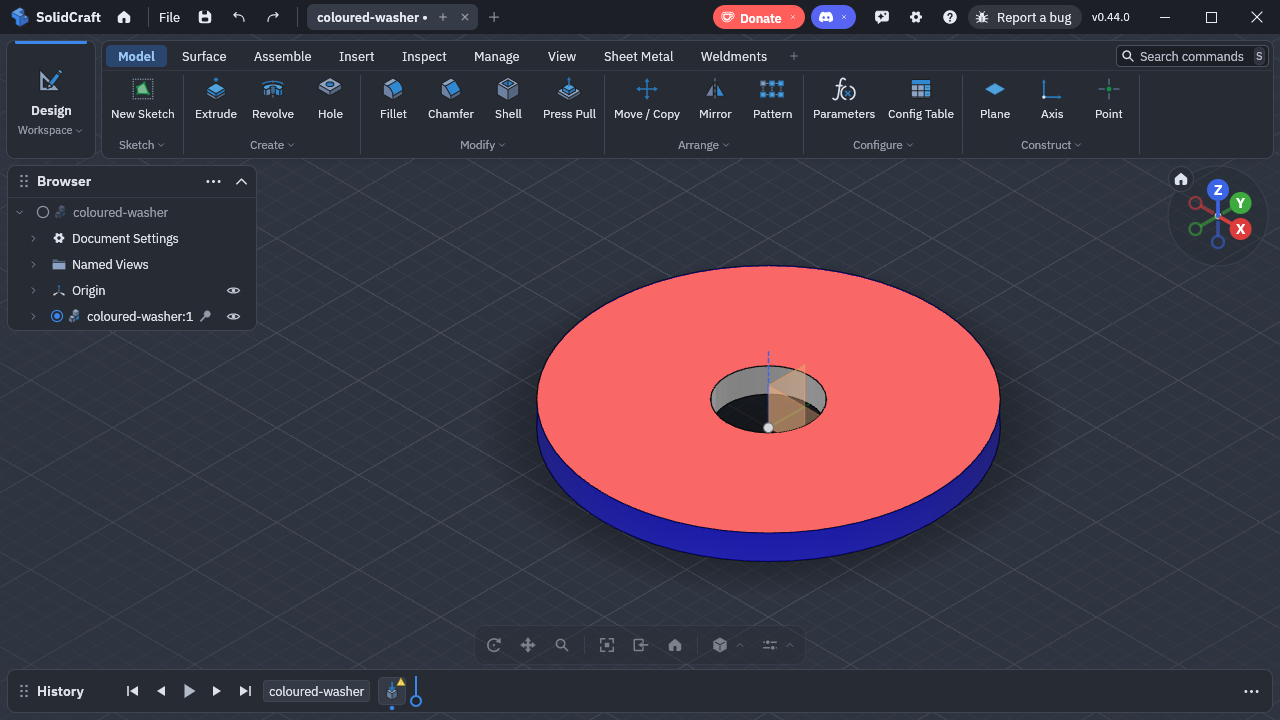 SolidCraft
File
coloured-washer •
Donate
Report a bug
v0.44.0
Design
Workspace
Model
Surface
Assemble
Insert
Inspect
Manage
View
Sheet Metal
Weldments
Search commands
S
New Sketch
Extrude
Revolve
Hole
Fillet
Chamfer
Shell
Press Pull
Move / Copy
Mirror
Pattern
Parameters
Config Table
Plane
Axis
Point
Sketch
Create
Modify
Arrange
Configure
Construct
Browser
coloured-washer
Document Settings
Named Views
Origin
coloured-washer:1
Z
Y
X
History
coloured-washer